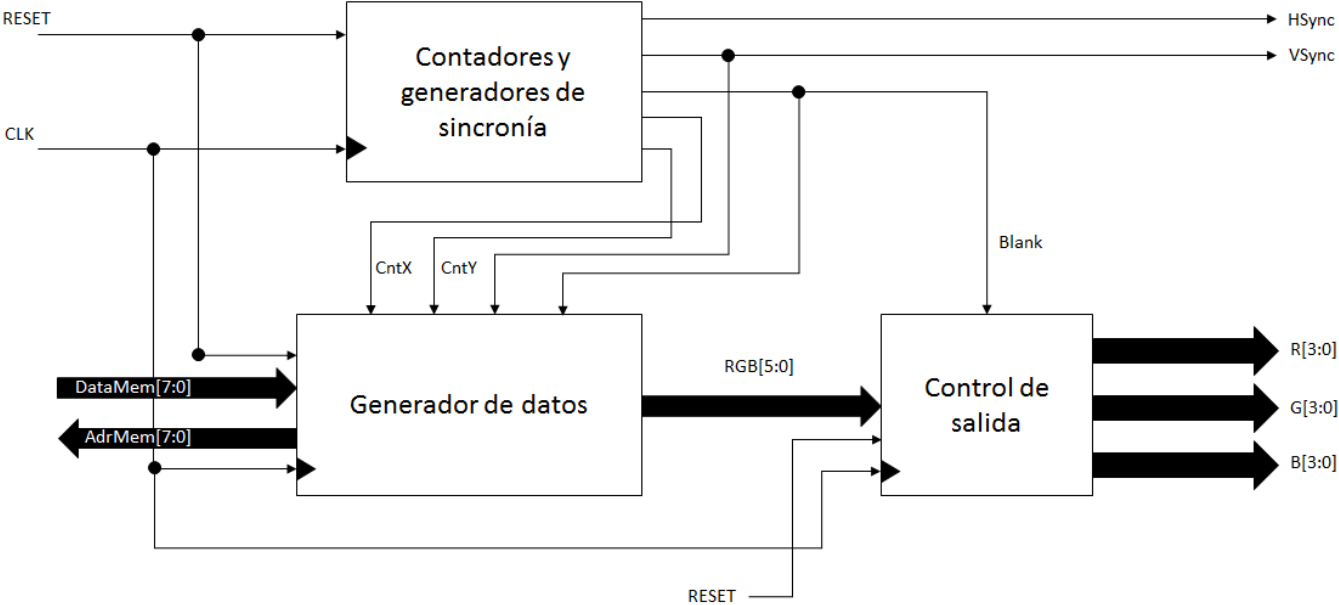 RESET
HSync
Contadores y
generadores de
sincronía
VSync
CLK
Blank
CntX
CntY
R[3:0]
RGB[5:0]
DataMem[7:0]
Generador de datos
Control de
salida
G[3:0]
AdrMem[7:0]
B[3:0]
RESET